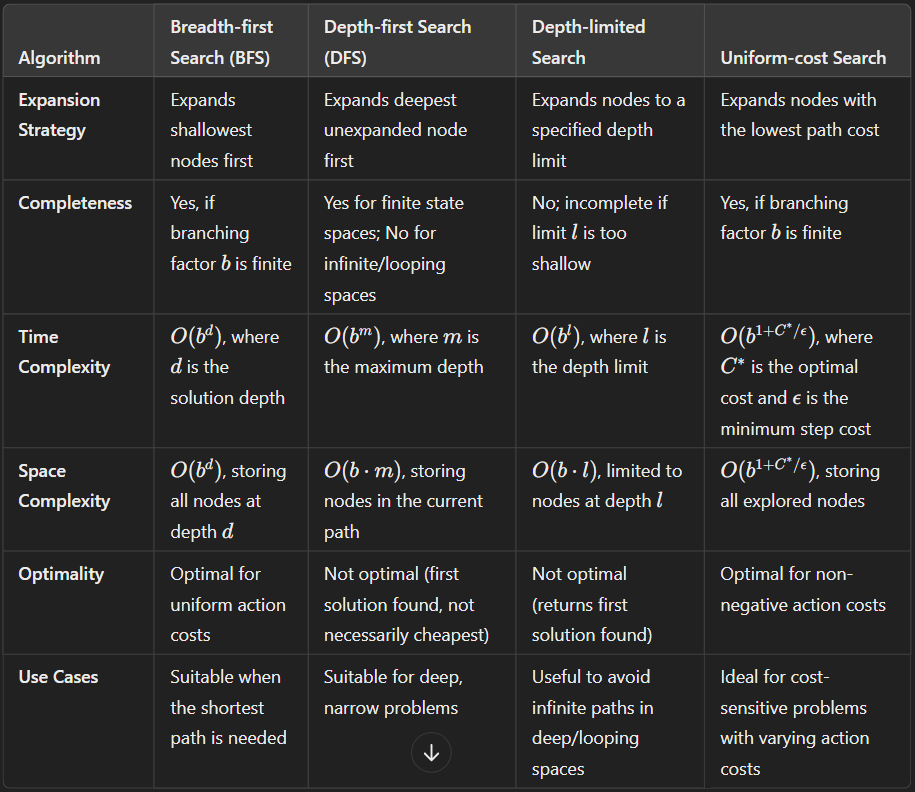 Algorithm
Breadth-first
Search (BFS)
Depth-first Search
(DFS)
Depth-limited
Search
Uniform-cost Search
Expansion
Strategy
Expands
shallowest
nodes first
Expands deepest
unexpanded node
first
Expands nodes to a
specified depth
limit
Expands nodes with
the lowest path cost
Completeness
Yes, if
branching
factor b is finite
Yes for finite state
spaces; No for
infinite/looping
spaces
No; incomplete if
limit l is too
shallow
Yes, if branching
factor b is finite
Time
Complexity
O(b^d), where
d is the
solution depth
O(b^m), where m is
the maximum depth
O(b^l), where l is
the depth limit
O(b^{1+C*/ϵ}), where
C* is the optimal
cost and ϵ is the
minimum step cost
Space
Complexity
O(b^d), storing
all nodes at
depth d
O(b · m), storing
nodes in the current
path
O(b · l), limited to
nodes at depth l
O(b^{1+C*/ϵ}), storing
all explored nodes
Optimality
Optimal for
uniform action
costs
Not optimal (first
solution found, not
necessarily cheapest)
Not optimal
(returns first
solution found)
Optimal for non-
negative action costs
Use Cases
Suitable when
the shortest
path is needed
Suitable for deep,
narrow problems
Useful to avoid
infinite paths in
deep/looping
spaces
Ideal for cost-
sensitive problems
with varying action
costs